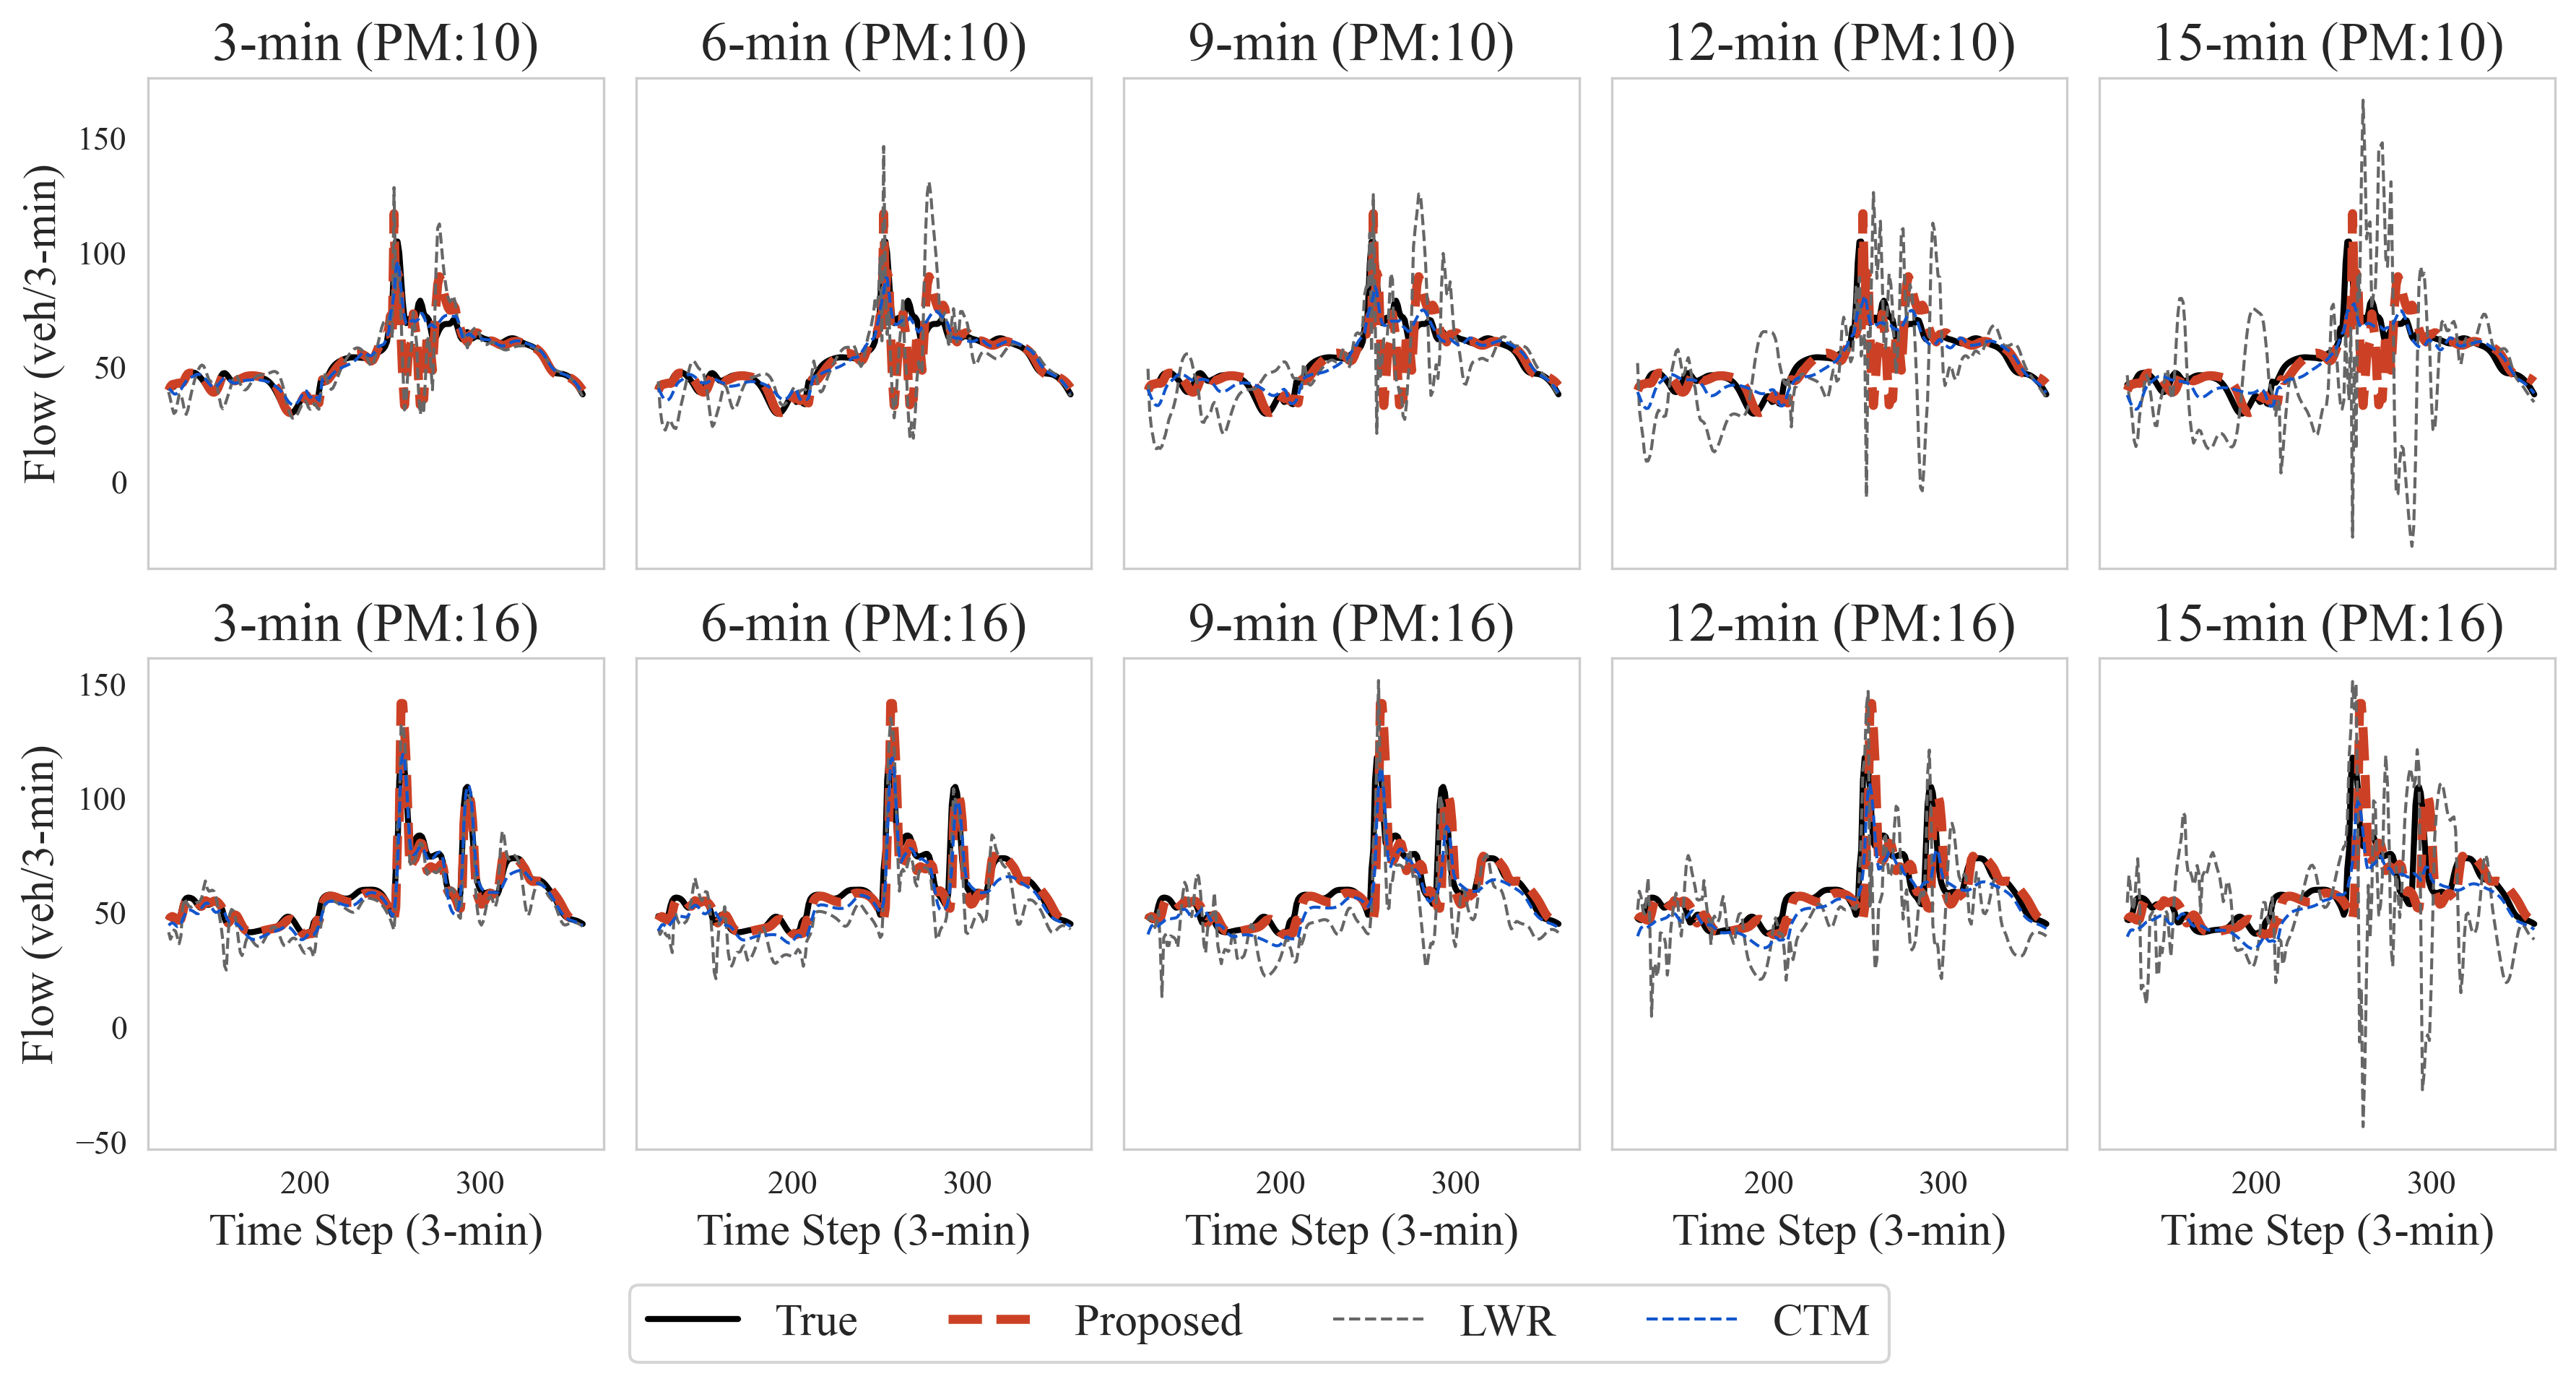 3-min (PM:10) 6-min (PM:10) 9-min (PM:10) 12-min (PM:10) 15-min (PM:10)
Flow (veh/3-min)
150
100
50
0
3-min (PM:16) 6-min (PM:16) 9-min (PM:16) 12-min (PM:16) 15-min (PM:16)
Flow (veh/3-min)
150
100
50
0
−50
200 300 200 300 200 300 200 300 200 300
Time Step (3-min) Time Step (3-min) Time Step (3-min) Time Step (3-min) Time Step (3-min)
True Proposed LWR CTM